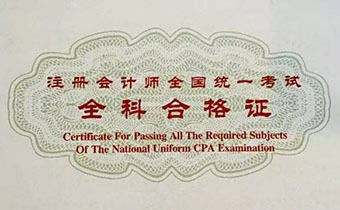 注册会计师全国统一考试
全科合格证
Certificate For Passing All The Required Subjects
Of The National Uniform CPA Examination